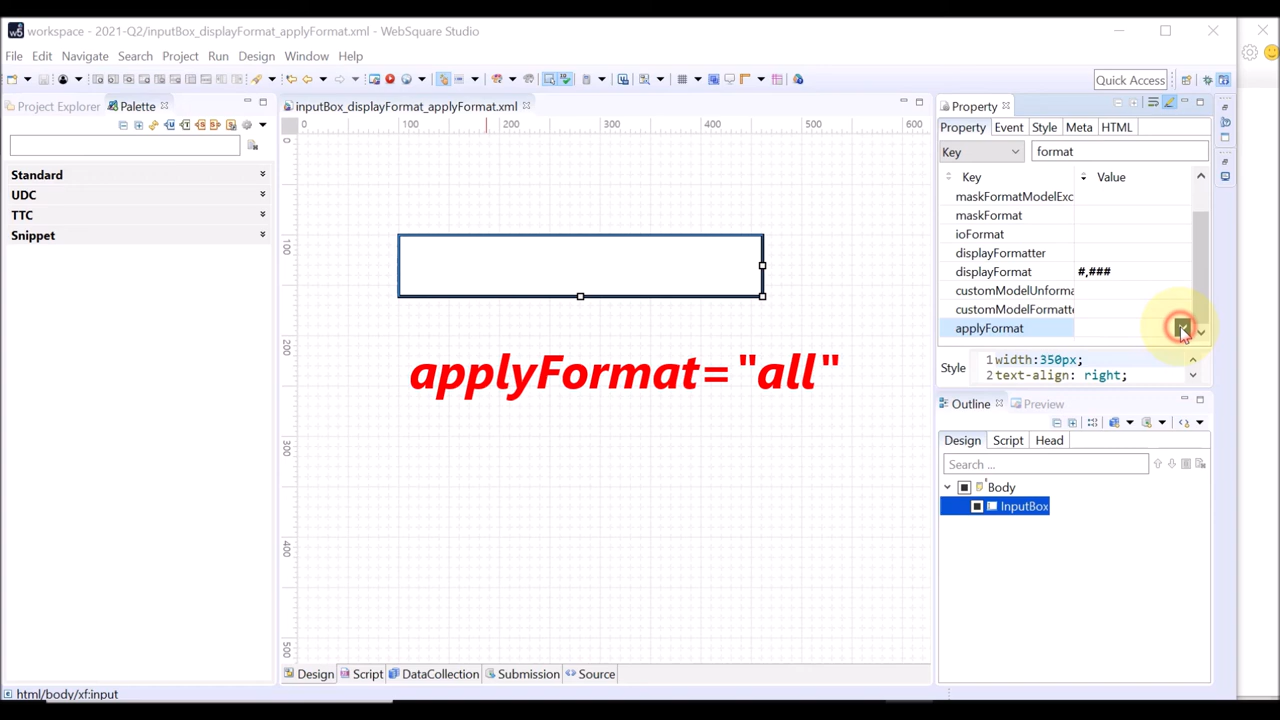 workspace - 2021-Q2/inputBox_displayFormat_applyFormat.xml - WebSquare Studio
File Edit Navigate Search Project Run Design Window Help
Quick Access
Project Explorer Palette
Standard
UDC
TTC
Snippet
inputBox_displayFormat_applyFormat.xml
0 100 200 300 400 500 600
0
100
200
300
400
500
applyFormat="all"
Design Script DataCollection Submission Source
Property
Property Event Style Meta HTML
Key format
Key Value
maskFormatModelExc
maskFormat
ioFormat
displayFormatter
displayFormat #,###
customModelUnforma
customModelFormatte
applyFormat
Style
1 width:350px;
2 text-align: right;
Outline Preview
Design Script Head
Search ...
Body
InputBox
html/body/xf:input